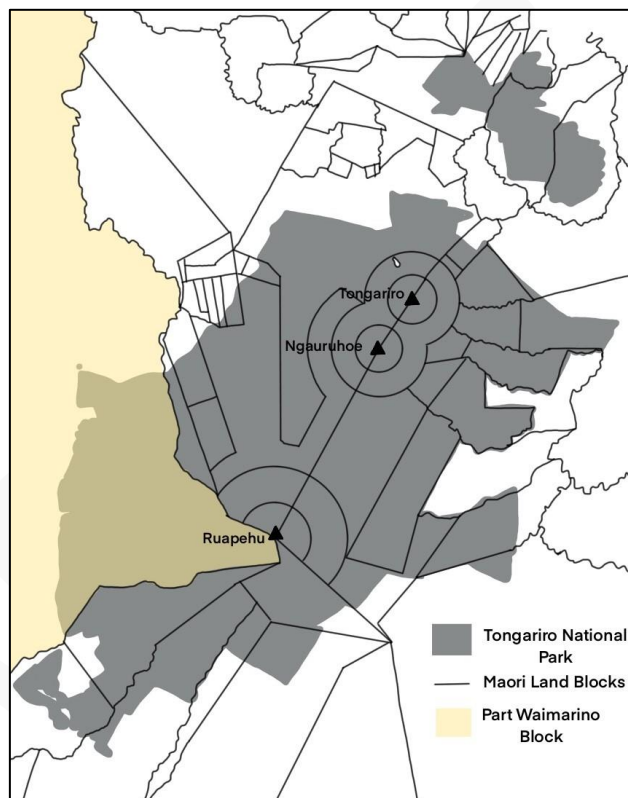 Tongariro
Ngauruhoe
Ruapehu
Tongariro National
Park
Maori Land Blocks
Part Waimarino
Block